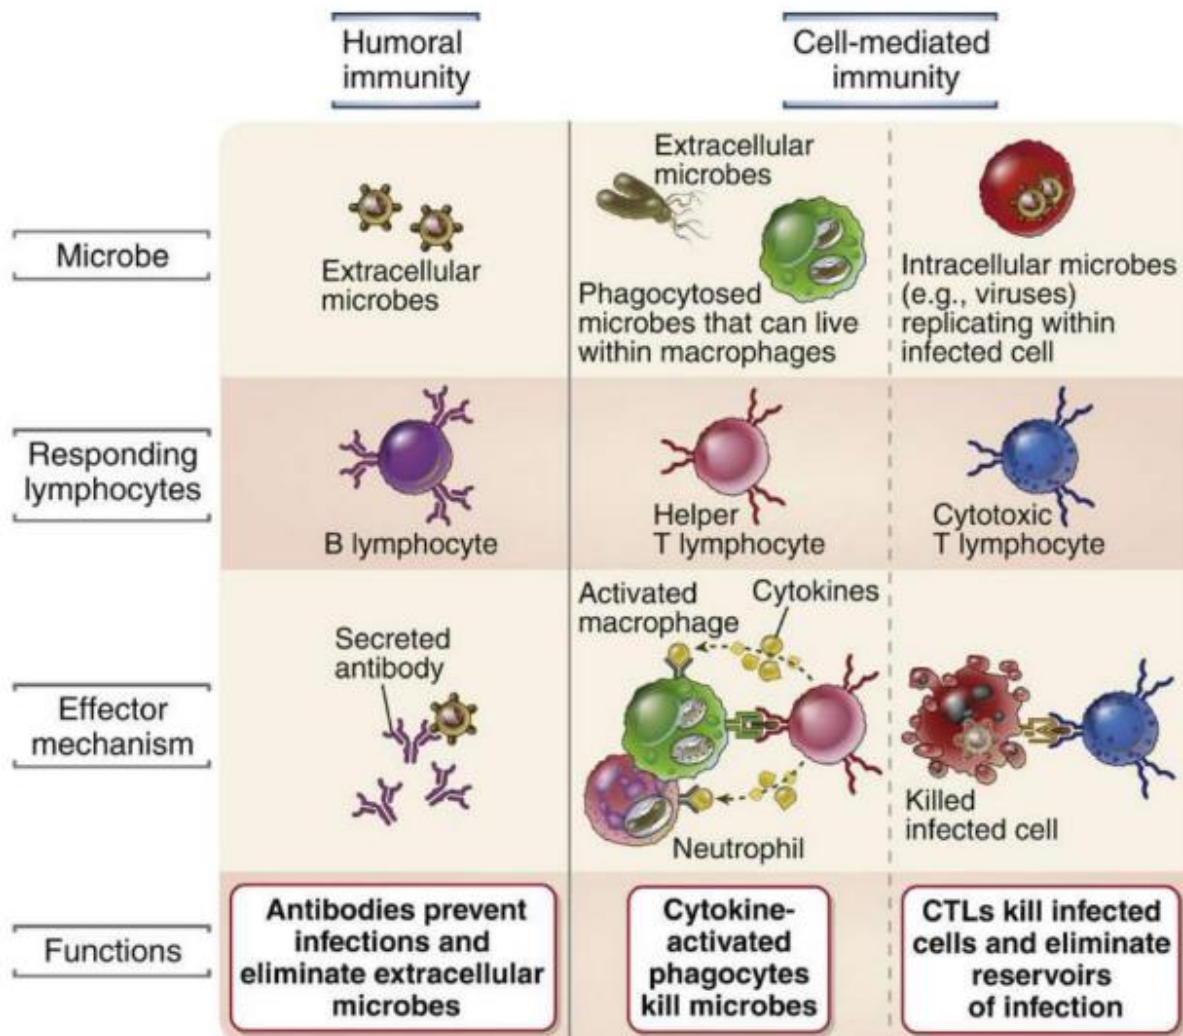 Humoral
immunity
Cell-mediated
immunity
Microbe
Extracellular
microbes
Extracellular
microbes
Phagocytosed
microbes that can live
within macrophages
Intracellular microbes
(e.g., viruses)
replicating within
infected cell
Responding
lymphocytes
B lymphocyte
Helper
T lymphocyte
Cytotoxic
T lymphocyte
Effector
mechanism
Secreted
antibody
Activated
macrophage
Cytokines
Neutrophil
Killed
infected cell
Functions
Antibodies prevent
infections and
eliminate extracellular
microbes
Cytokine-
activated
phagocytes
kill microbes
CTLs kill infected
cells and eliminate
reservoirs
of infection